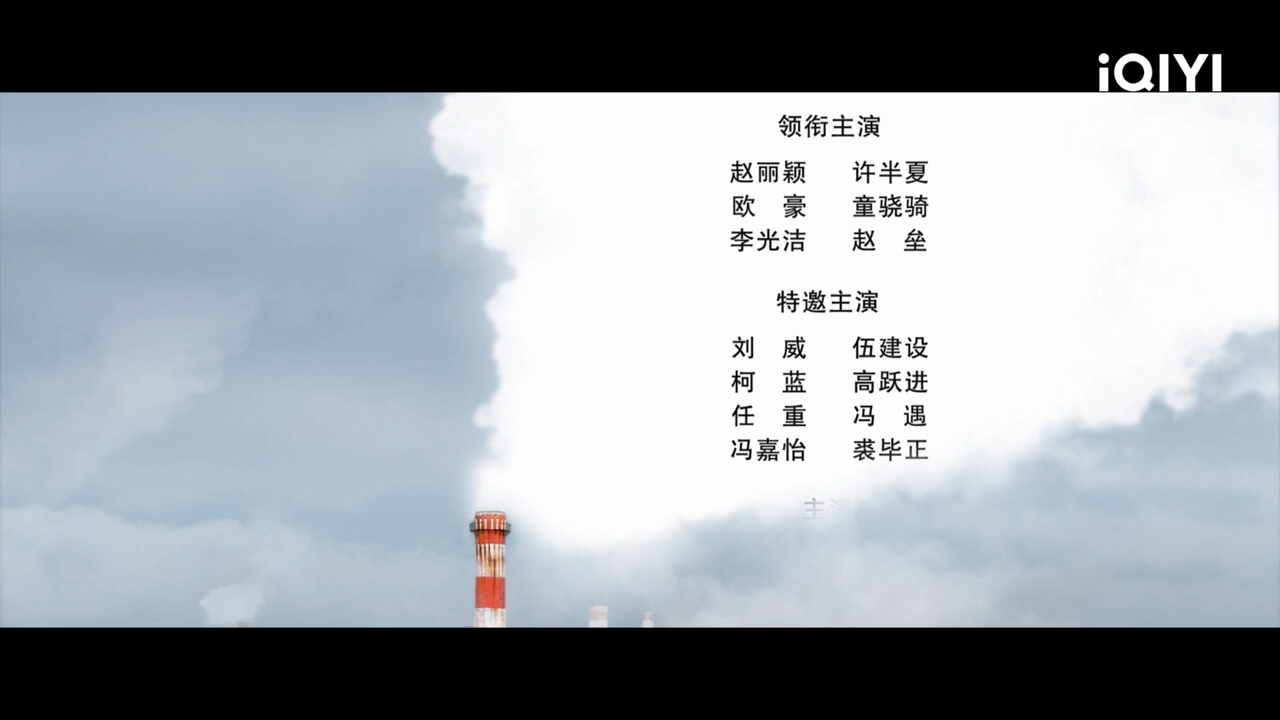 iQIYI
领衔主演
赵丽颖 许半夏
欧 豪 童骁骑
李光洁 赵 垒
特邀主演
刘 威 伍建设
柯 蓝 高跃进
任 重 冯 遇
冯嘉怡 裘毕正
主